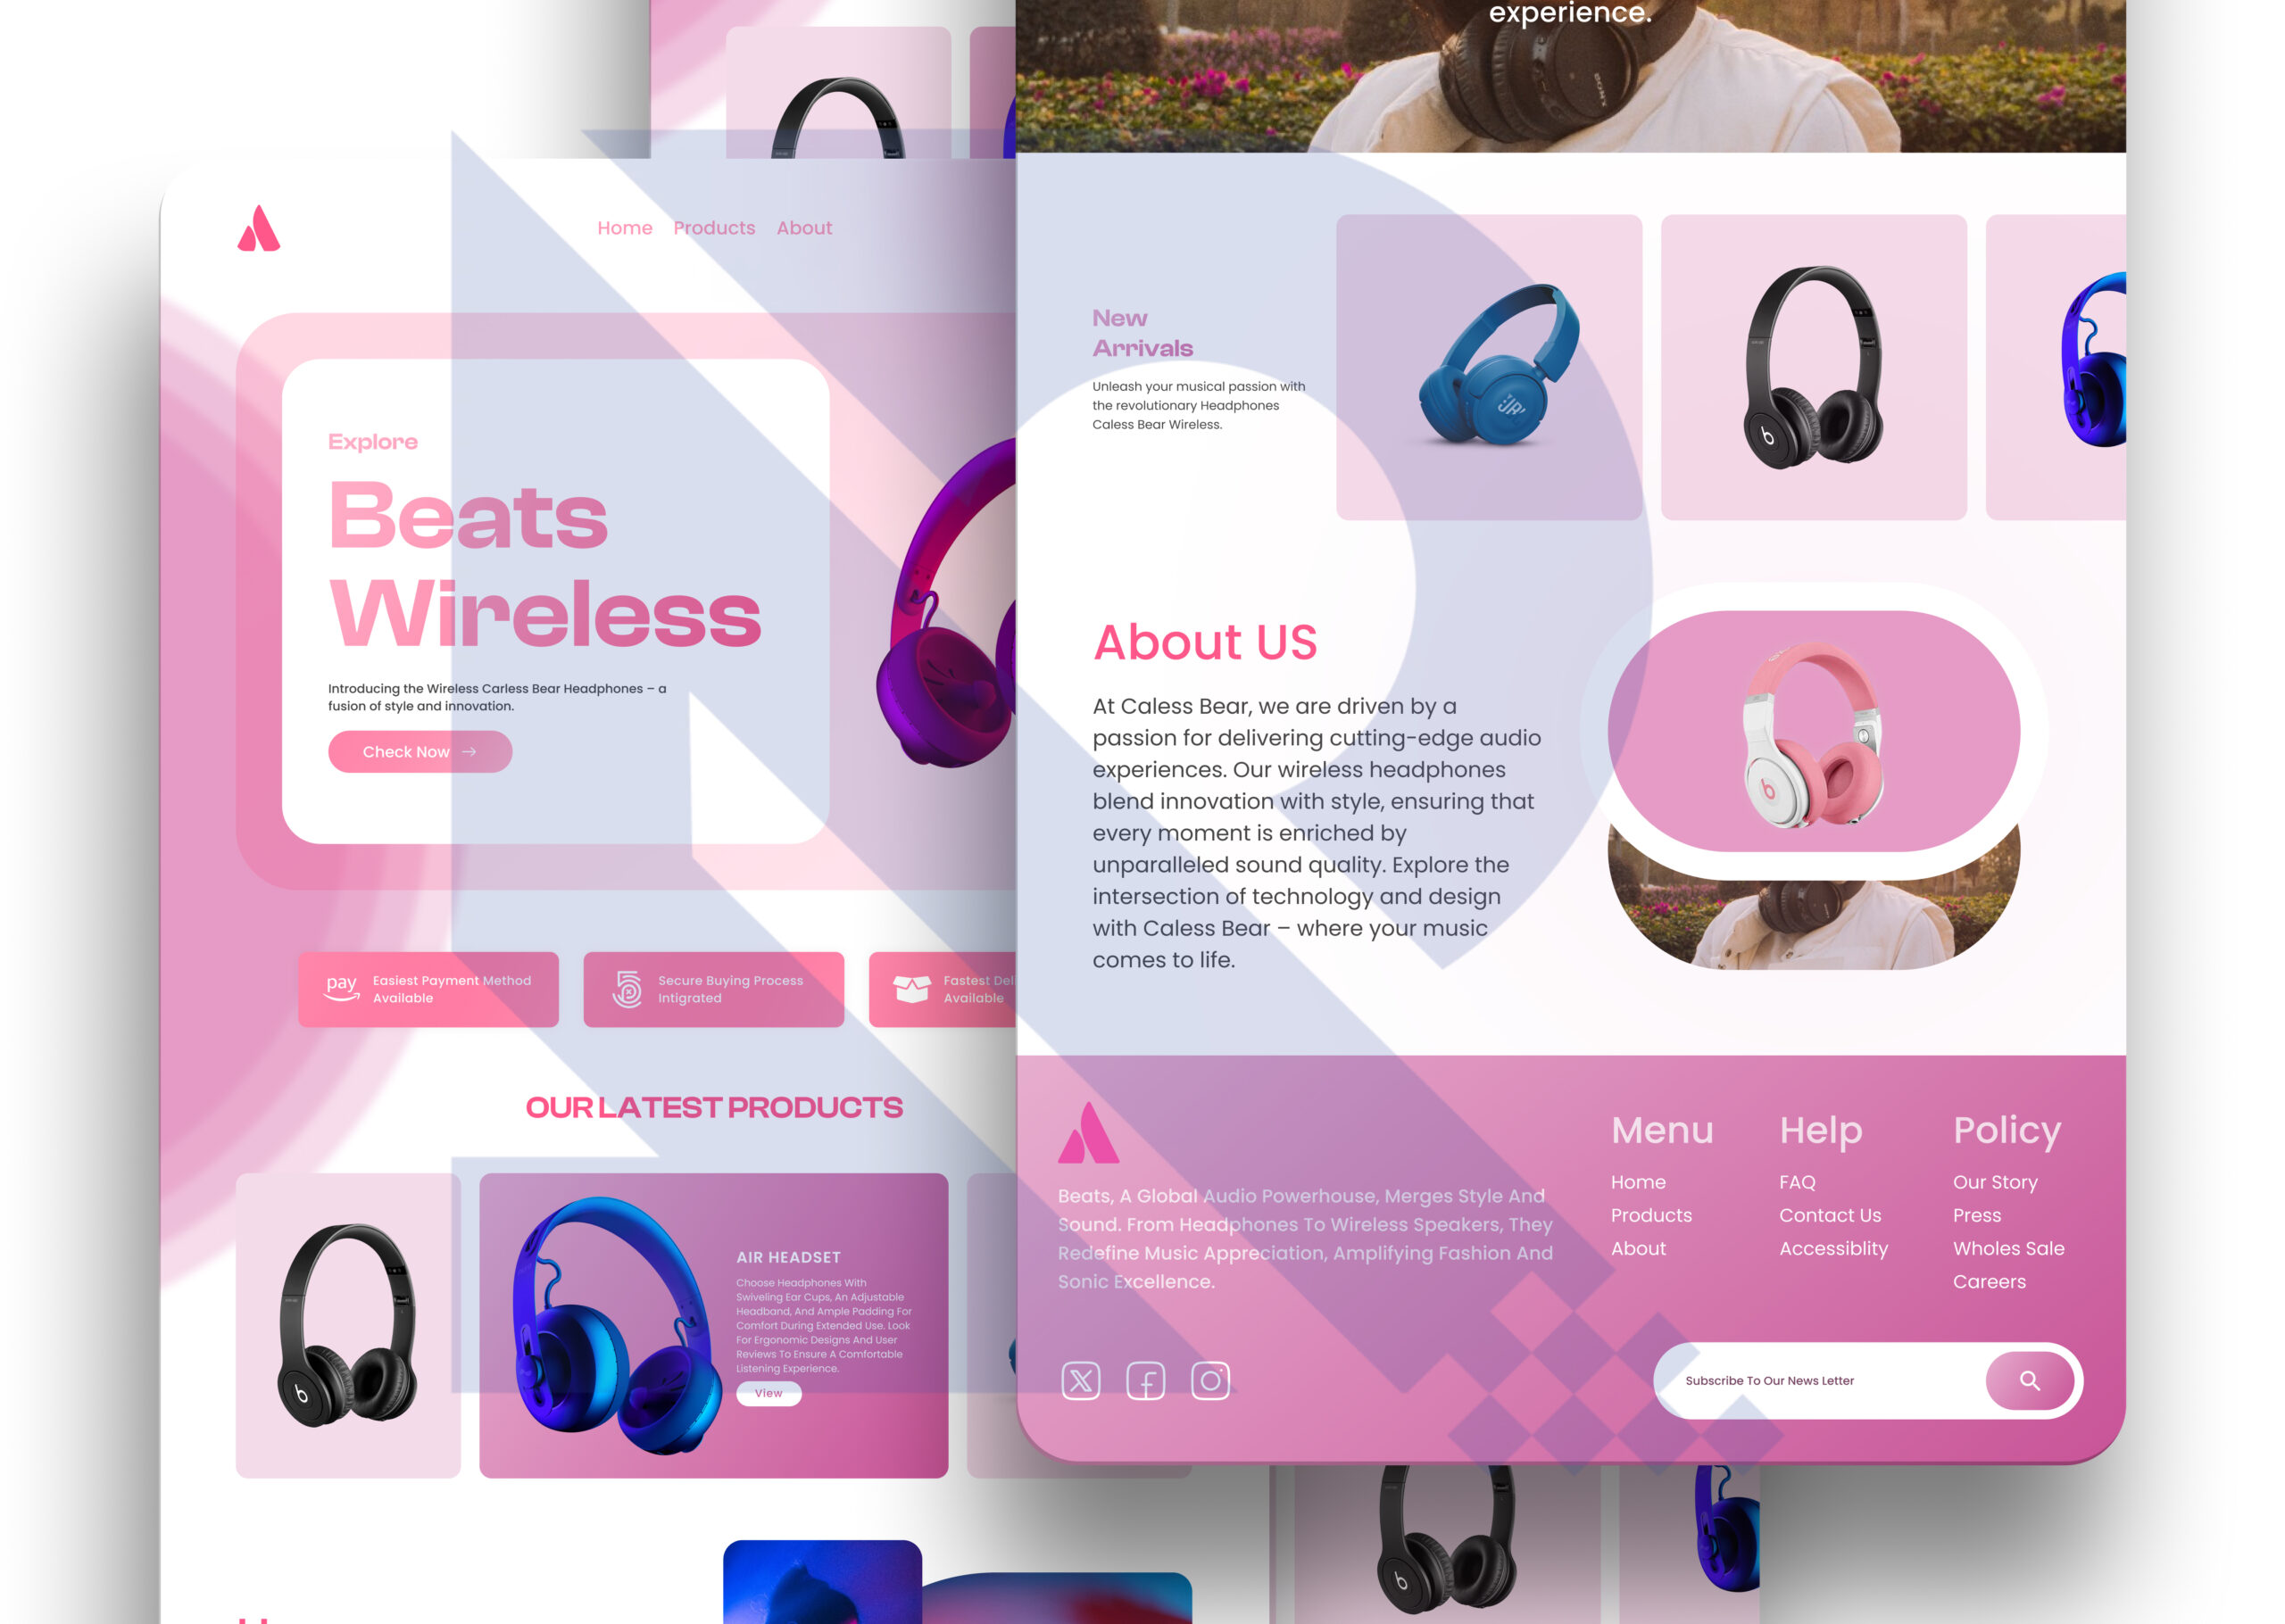 experience.
SONY
Home Products About
Explore
Beats
Wireless
Introducing the Wireless Carless Bear Headphones – a
fusion of style and innovation.
Check Now
pay
Easiest Payment Method
Available
Secure Buying Process
Intigrated
Fastest Del
Available
OUR LATEST PRODUCTS
b
AIR HEADSET
Choose Headphones With
Swiveling Ear Cups, An Adjustable
Headband, And Ample Padding For
Comfort During Extended Use. Look
For Ergonomic Designs And User
Reviews To Ensure A Comfortable
Listening Experience.
View
New
Arrivals
Unleash your musical passion with
the revolutionary Headphones
Caless Bear Wireless.
JBL
b
About US
At Caless Bear, we are driven by a
passion for delivering cutting-edge audio
experiences. Our wireless headphones
blend innovation with style, ensuring that
every moment is enriched by
unparalleled sound quality. Explore the
intersection of technology and design
with Caless Bear – where your music
comes to life.
b
Beats, A Global Audio Powerhouse, Merges Style And
Sound. From Headphones To Wireless Speakers, They
Redefine Music Appreciation, Amplifying Fashion And
Sonic Excellence.
Menu
Home
Products
About
Help
FAQ
Contact Us
Accessiblity
Policy
Our Story
Press
Wholes Sale
Careers
Subscribe To Our News Letter
b